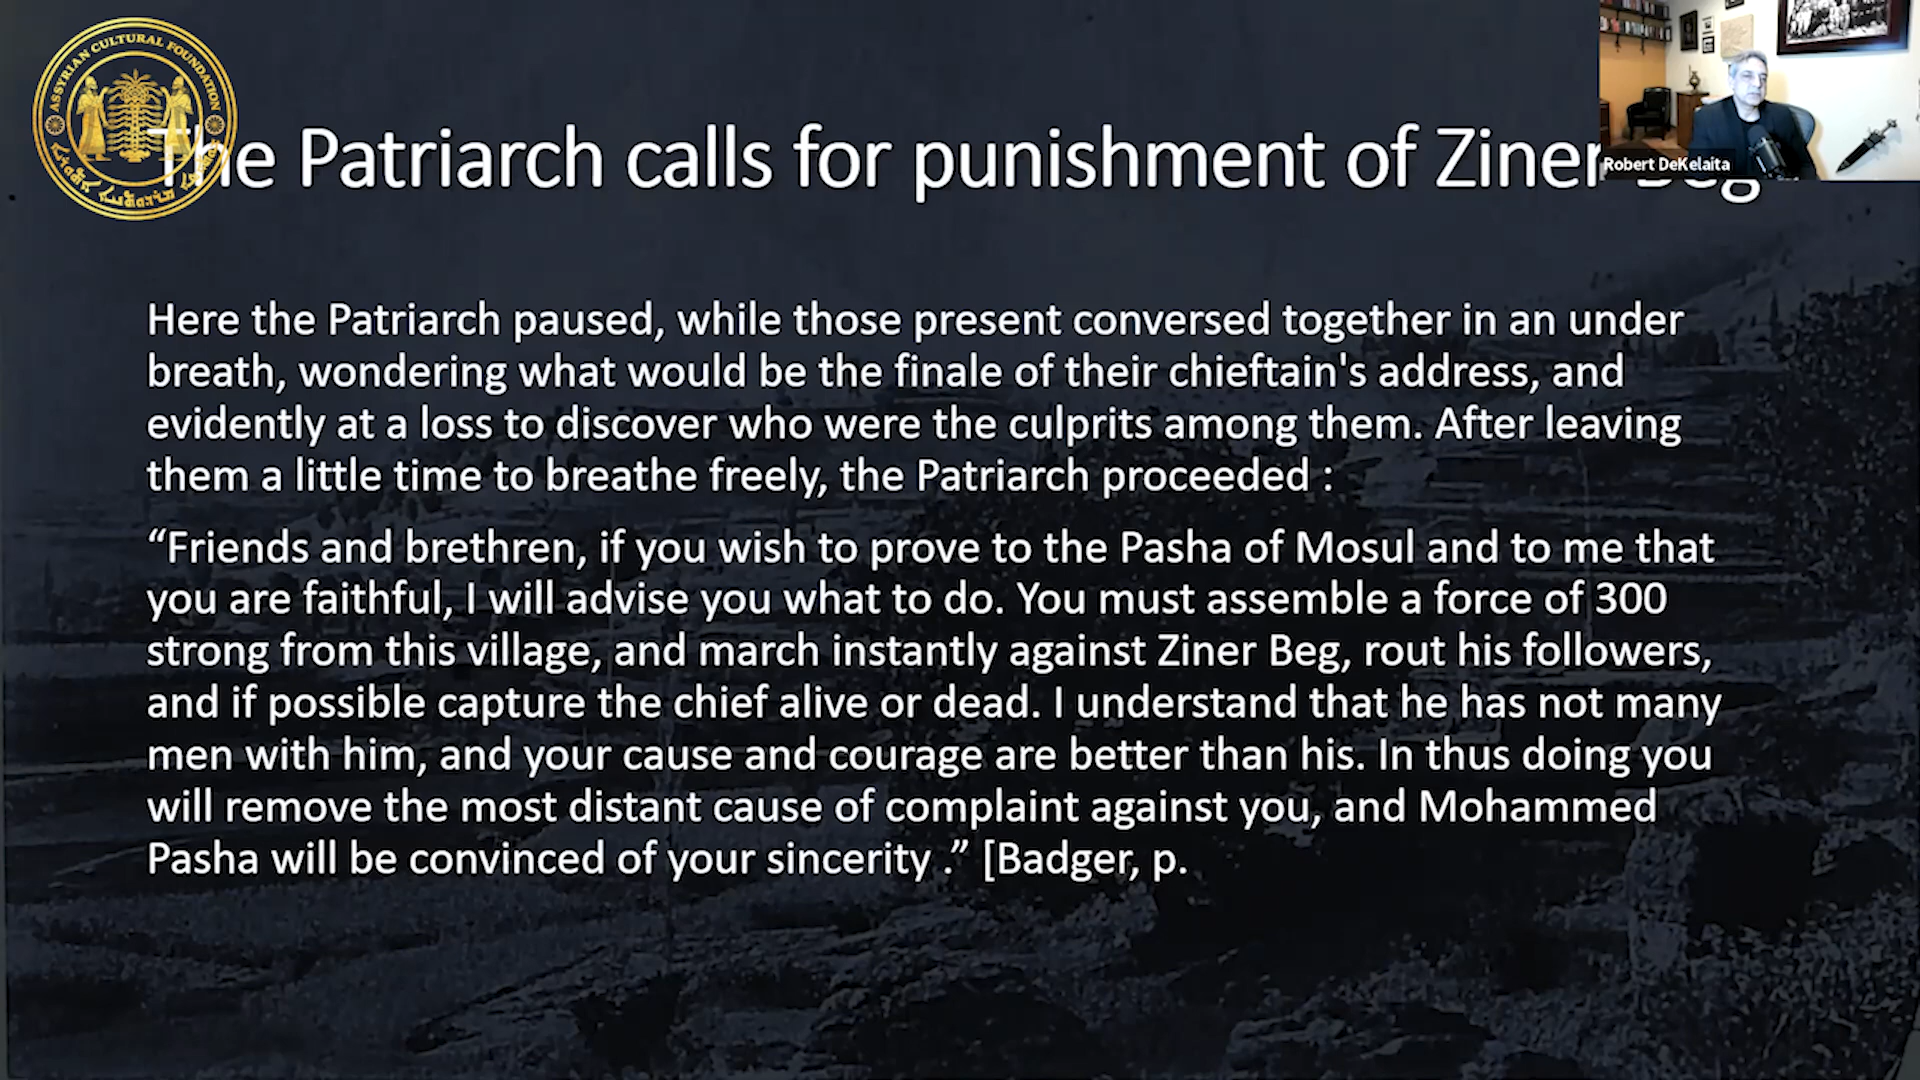 ASSYRIAN CULTURAL FOUNDATION
The Patriarch calls for punishment of Ziner Beg
Robert DeKelaita
Here the Patriarch paused, while those present conversed together in an under
breath, wondering what would be the finale of their chieftain's address, and
evidently at a loss to discover who were the culprits among them. After leaving
them a little time to breathe freely, the Patriarch proceeded :
“Friends and brethren, if you wish to prove to the Pasha of Mosul and to me that
you are faithful, I will advise you what to do. You must assemble a force of 300
strong from this village, and march instantly against Ziner Beg, rout his followers,
and if possible capture the chief alive or dead. I understand that he has not many
men with him, and your cause and courage are better than his. In thus doing you
will remove the most distant cause of complaint against you, and Mohammed
Pasha will be convinced of your sincerity .” [Badger, p.